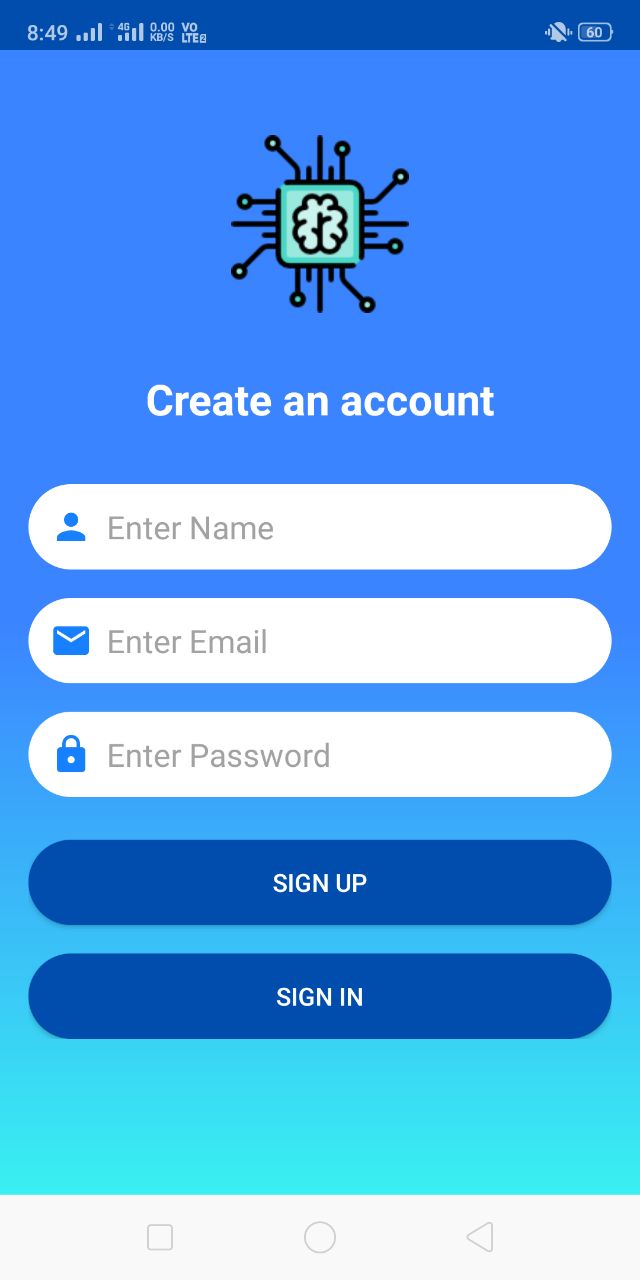 8:49 4G 0.00 KB/S VO LTE2 60
Create an account
Enter Name
Enter Email
Enter Password
SIGN UP
SIGN IN